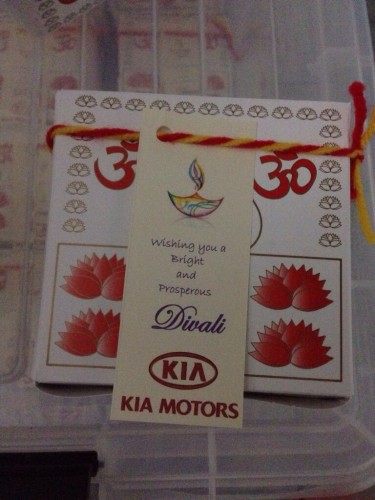 ॐ ॐ
Wishing you a
Bright
and
Prosperous
Divali
KIA
KIA MOTORS